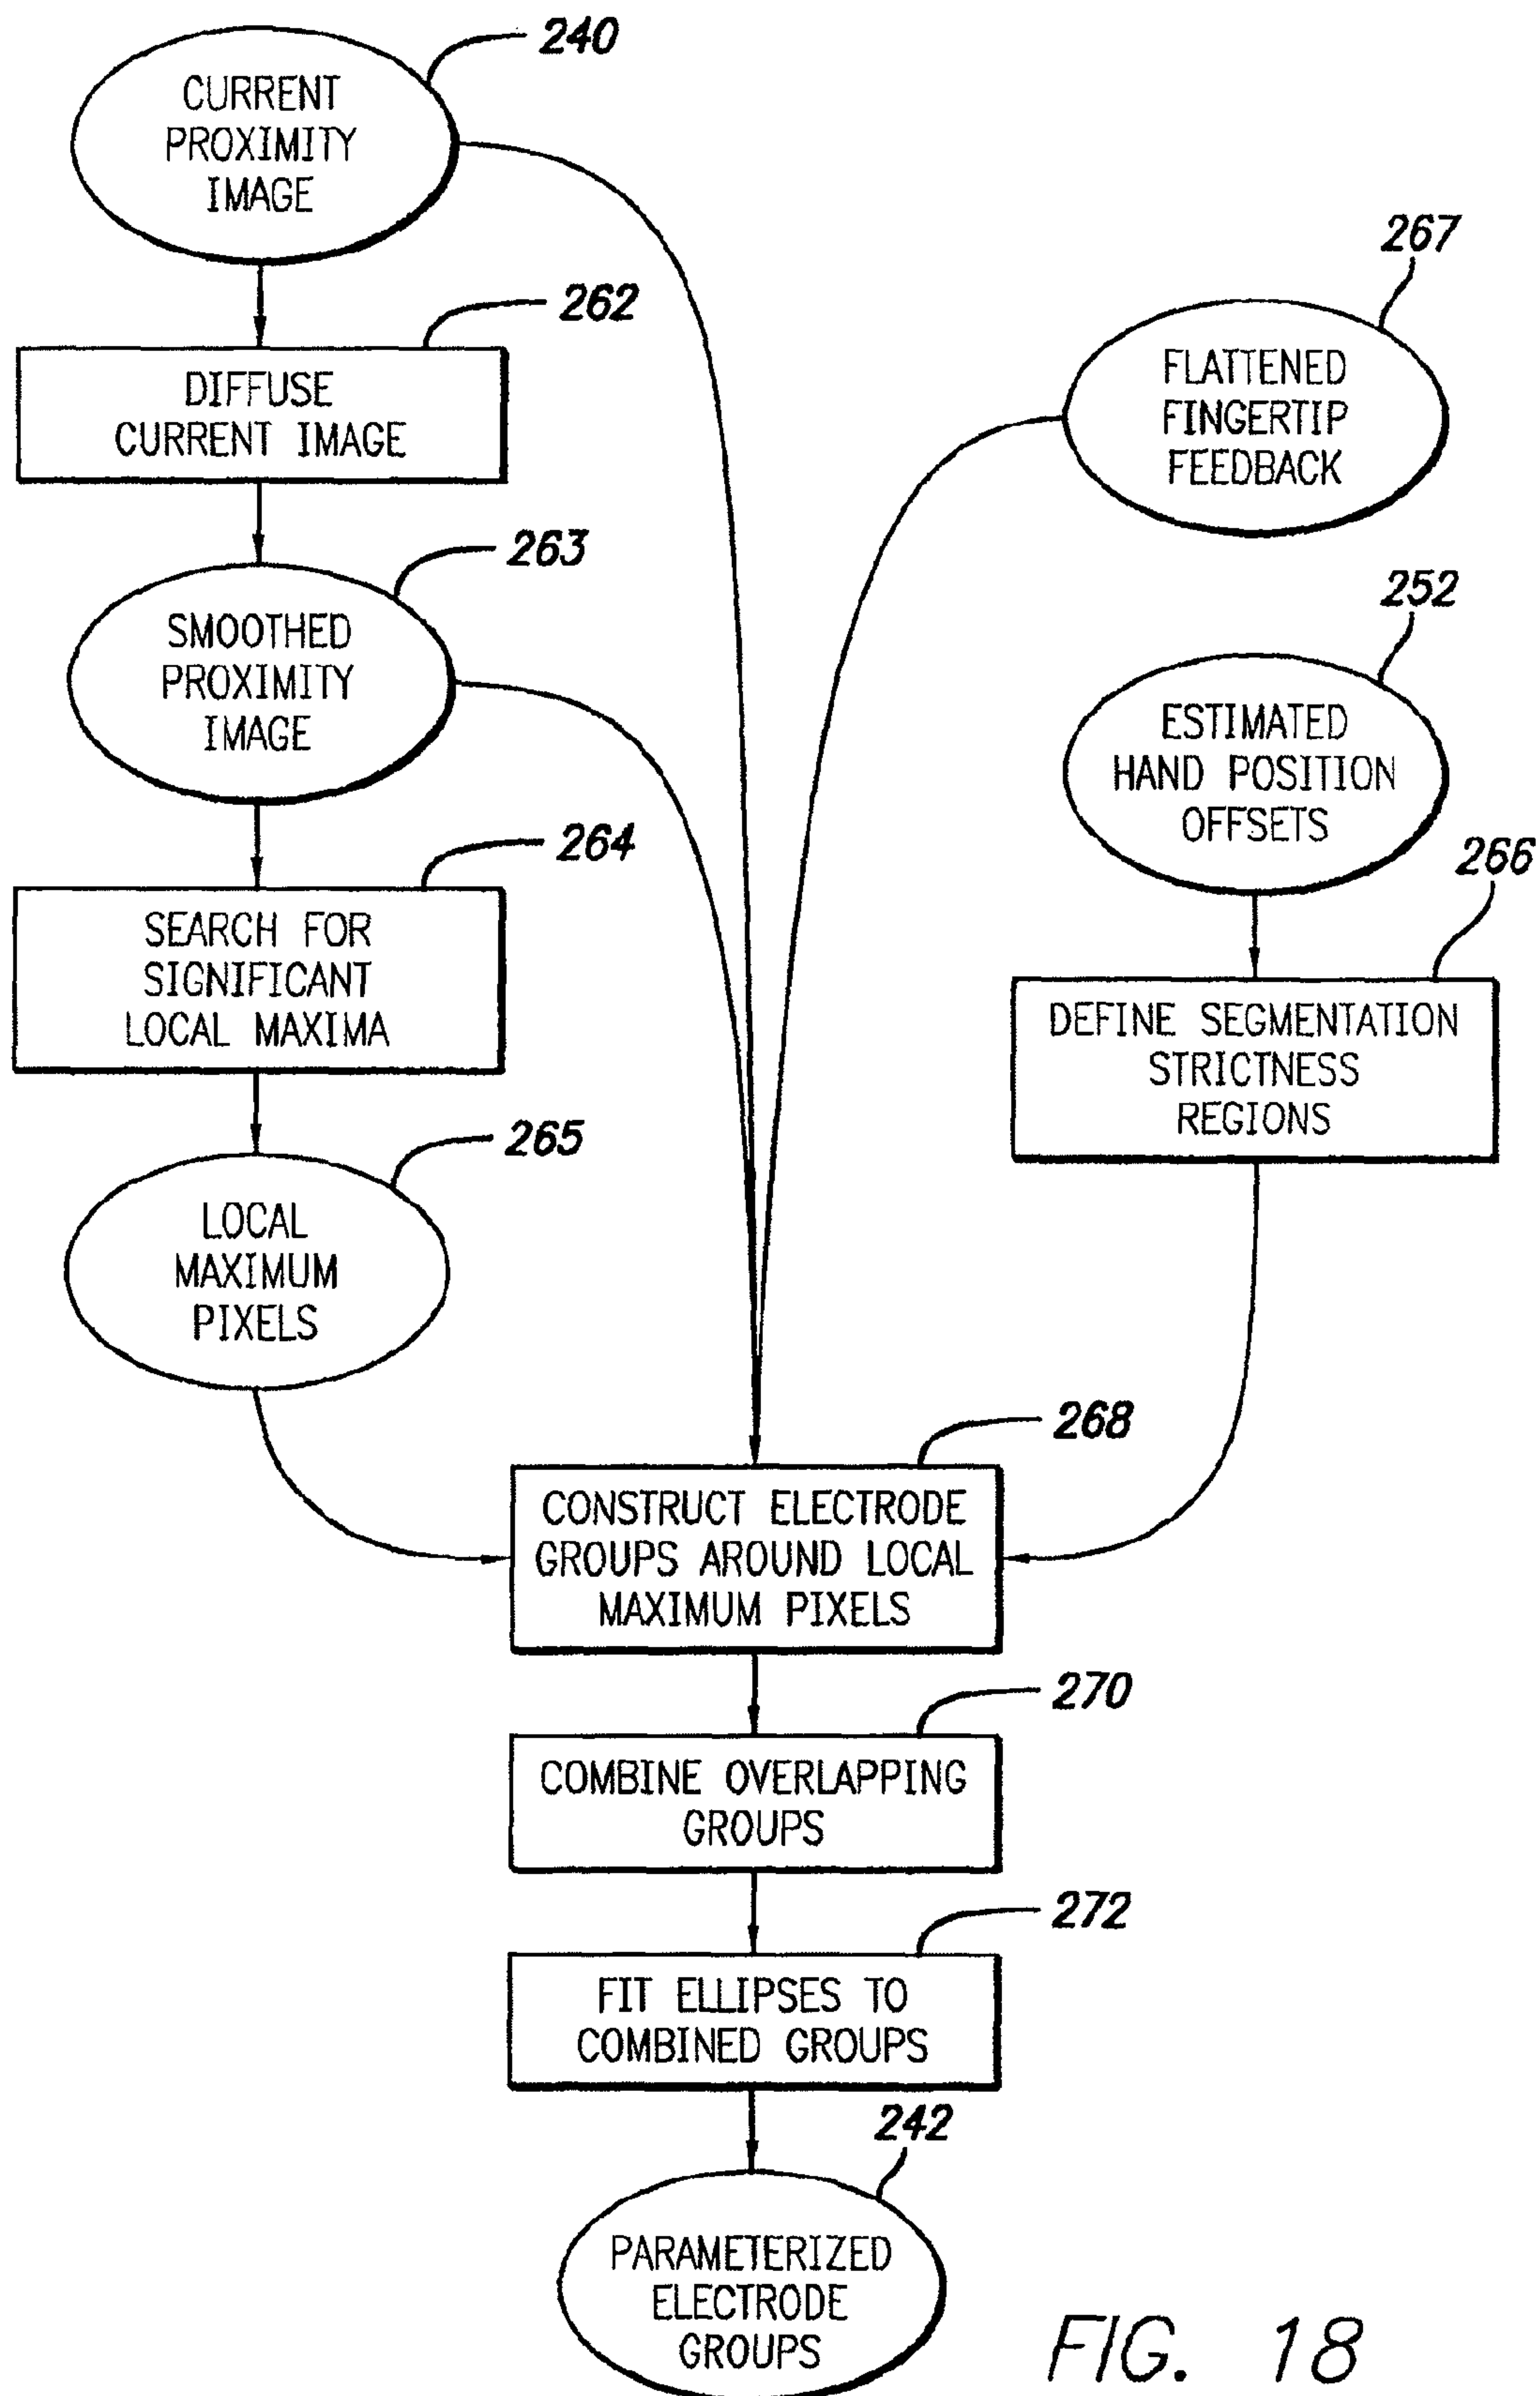 240
CURRENT
PROXIMITY
IMAGE
262
DIFFUSE
CURRENT IMAGE
263
SMOOTHED
PROXIMITY
IMAGE
264
SEARCH FOR
SIGNIFICANT
LOCAL MAXIMA
265
LOCAL
MAXIMUM
PIXELS
267
FLATTENED
FINGERTIP
FEEDBACK
252
ESTIMATED
HAND POSITION
OFFSETS
266
DEFINE SEGMENTATION
STRICTNESS
REGIONS
268
CONSTRUCT ELECTRODE
GROUPS AROUND LOCAL
MAXIMUM PIXELS
270
COMBINE OVERLAPPING
GROUPS
272
FIT ELLIPSES TO
COMBINED GROUPS
242
PARAMETERIZED
ELECTRODE
GROUPS
FIG. 18